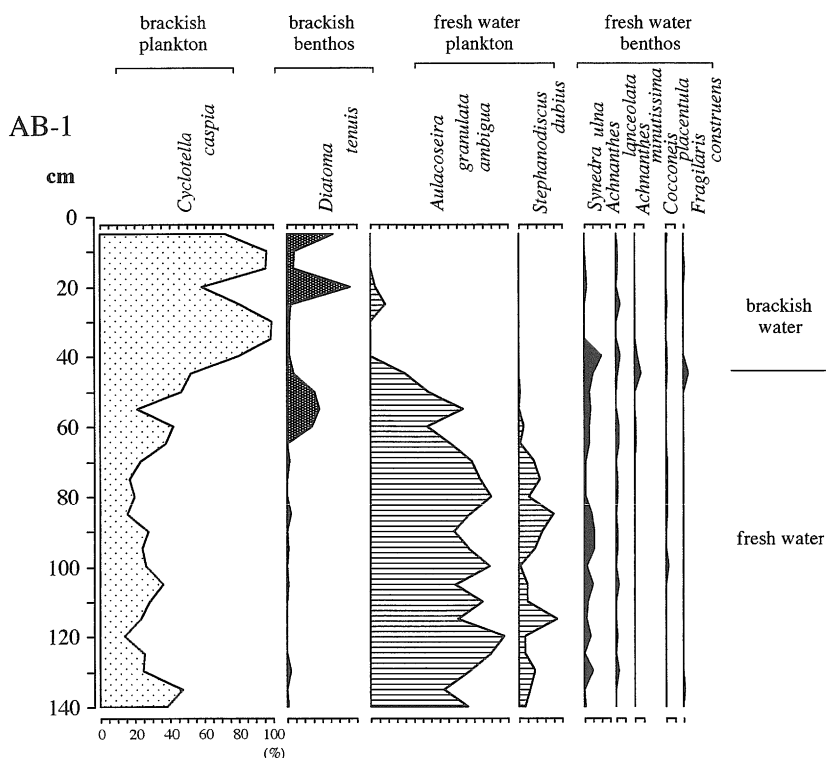 brackish
plankton
brackish
benthos
fresh water
plankton
fresh water
benthos
AB-1
cm
Cyclotella
caspia
Diatoma
tenuis
Aulacoseira
granulata
ambigua
Stephanodiscus
dubius
Synedra ulna
Achnanthes
lanceolata
Achnanthes
minutissima
Cocconeis
placentula
Fragilaris
construens
0
20
40
60
80
100
120
140
brackish
water
fresh water
0 20 40 60 80 100
(%)